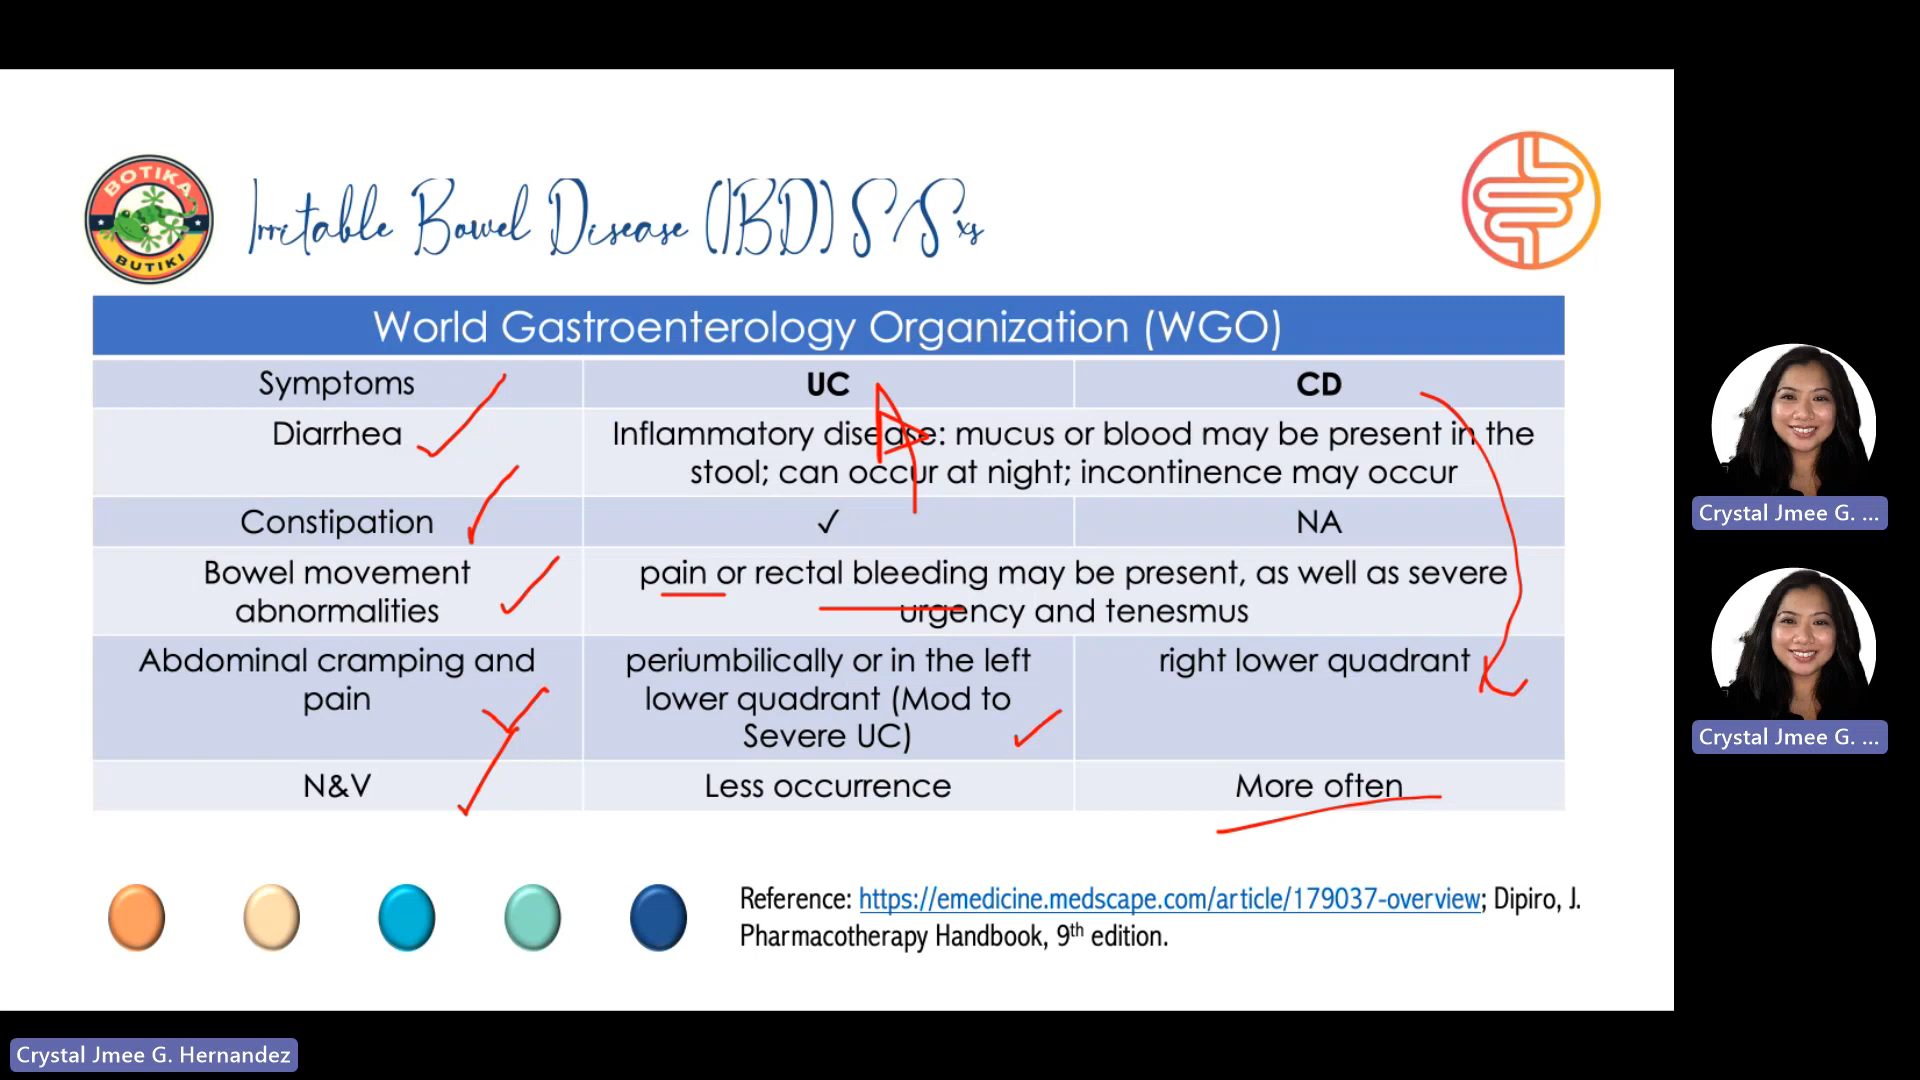 BOTIKA
BUTIKI
Irritable Bowel Disease (IBD) S/Sxs
World Gastroenterology Organization (WGO)
Symptoms UC CD
Diarrhea Inflammatory disease: mucus or blood may be present in the
stool; can occur at night; incontinence may occur
Constipation ✓ NA
Bowel movement
abnormalities
pain or rectal bleeding may be present, as well as severe
urgency and tenesmus
Abdominal cramping and
pain
periumbilically or in the left
lower quadrant (Mod to
Severe UC)
right lower quadrant
N&V Less occurrence More often
Reference: https://emedicine.medscape.com/article/179037-overview; Dipiro, J.
Pharmacotherapy Handbook, 9th edition.
Crystal Jmee G. ...
Crystal Jmee G. ...
Crystal Jmee G. Hernandez